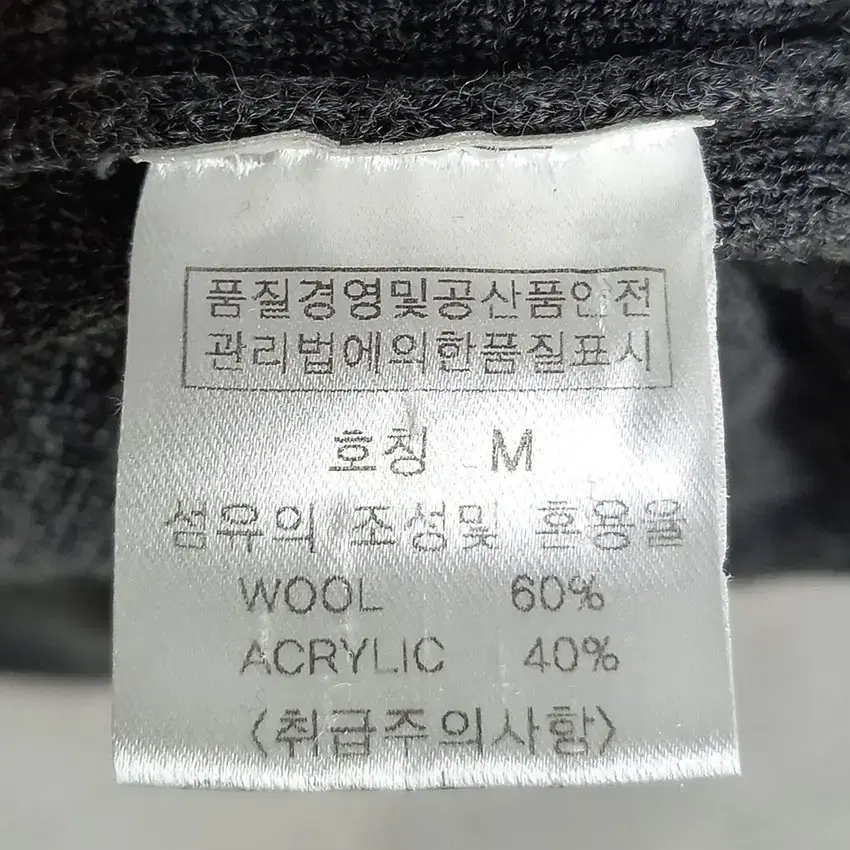 품질경영및공산품안전
관리법에의한품질표시
호칭 M
섬유의 조성및 혼용율
WOOL 60%
ACRYLIC 40%
<취급주의사항>